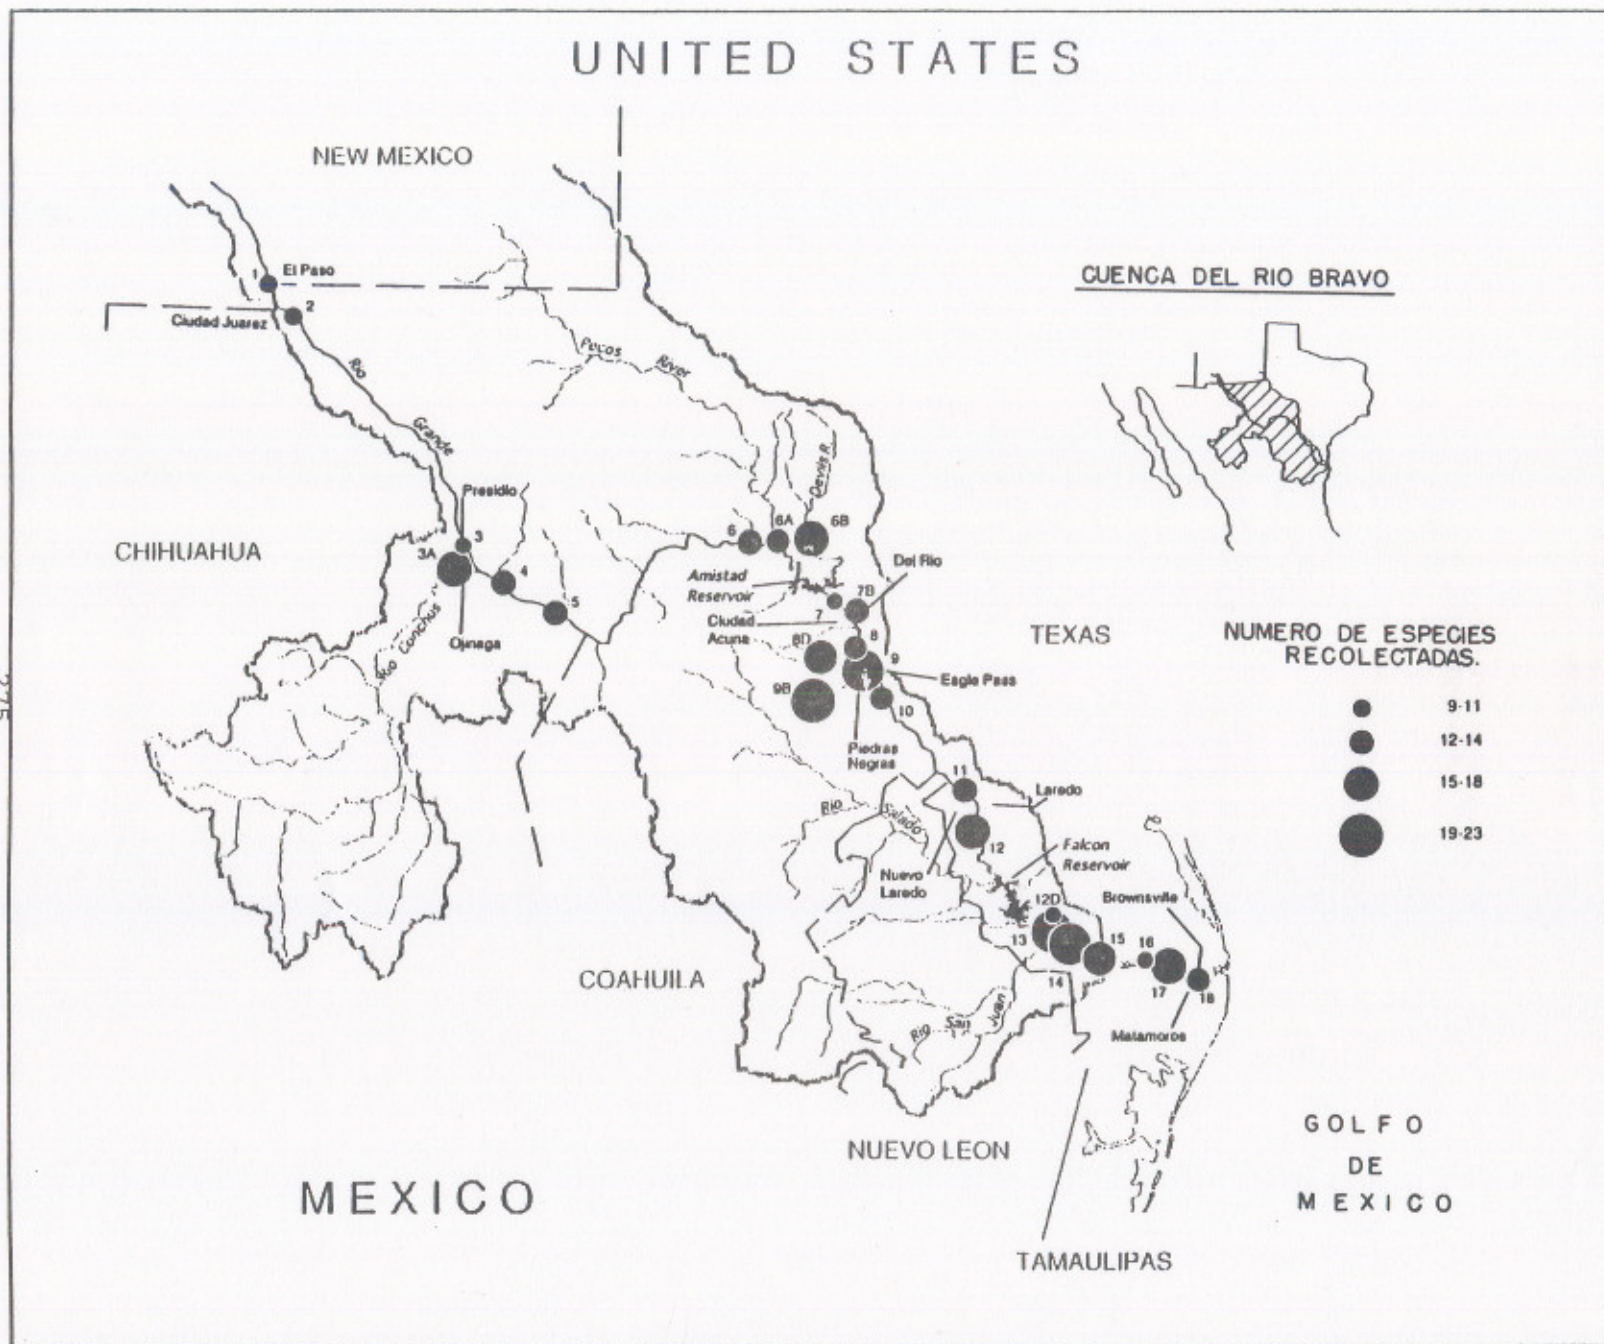 UNITED STATES
NEW MEXICO
1
El Paso
2
Ciudad Juarez
CUENCA DEL RIO BRAVO
Rio
Grande
Pecos
River
Devils R.
Presidio
3
3A
CHIHUAHUA
4
5
Rio Conchos
Ojinaga
6
6A
6B
Amistad
Reservoir
Del Rio
7
7B
Ciudad
Acuna
8
8D
9
9B
Eagle Pass
10
Piedras
Negras
TEXAS
NUMERO DE ESPECIES
RECOLECTADAS.
9-11
12-14
15-18
19-23
275
11
Laredo
Rio
Salado
12
Nuevo
Laredo
Falcon
Reservoir
12D
Brownsville
13
14
15
16
17
18
COAHUILA
Rio San Juan
Matamoros
NUEVO LEON
MEXICO
TAMAULIPAS
GOLFO
DE
MEXICO